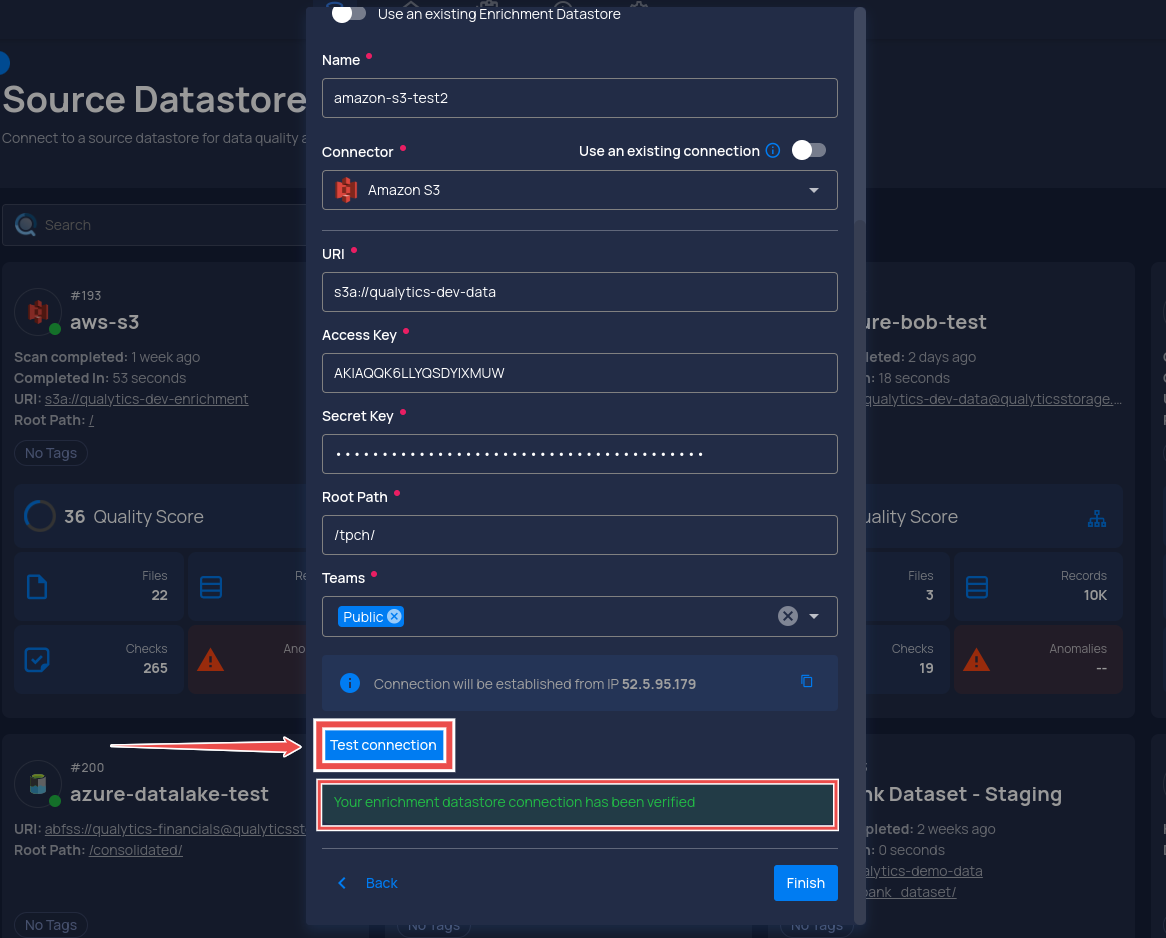 Use an existing Enrichment Datastore
Source Datastore
Connect to a source datastore for data quality
Search
Name
amazon-s3-test2
Connector
Use an existing connection
Amazon S3
URI
s3a://qualytics-dev-data
Access Key
AKIAQQK6LLYQSDYIXMUW
Secret Key
••••••••••••••••••••••••••••••••••••••••
Root Path
/tpch/
Teams
Public
Connection will be established from IP 52.5.95.179
Test connection
Your enrichment datastore connection has been verified
Back
Finish
#193
aws-s3
Scan completed: 1 week ago
Completed In: 53 seconds
URI: s3a://qualytics-dev-enrichment
Root Path: /
No Tags
36 Quality Score
Files
22
Re
Checks
265
Ano
#200
azure-datalake-test
URI: abfss://qualytics-financials@qualyticsst
Root Path: /consolidated/
No Tags
No Tags
ure-bob-test
leted: 2 days ago
n: 18 seconds
qualytics-dev-data@qualyticsstorage....
uality Score
Files
3
Records
10K
Checks
19
Anomalies
--
nk Dataset - Staging
pleted: 2 weeks ago
n: 0 seconds
alytics-demo-data
bank_dataset/
No Tags